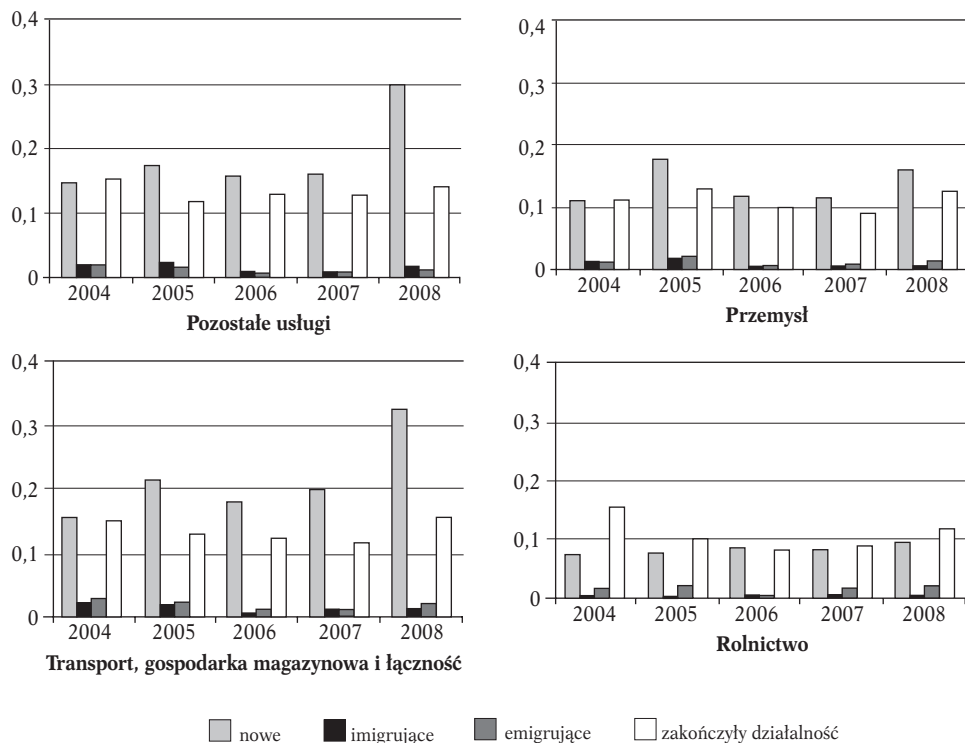 0,4
0,3
0,2
0,1
0
2004 2005 2006 2007 2008
Pozostałe usługi
0,4
0,3
0,2
0,1
0
2004 2005 2006 2007 2008
Przemysł
0,4
0,3
0,2
0,1
0
2004 2005 2006 2007 2008
Transport, gospodarka magazynowa i łączność
0,4
0,3
0,2
0,1
0
2004 2005 2006 2007 2008
Rolnictwo
nowe imigrujące emigrujące zakończyły działalność